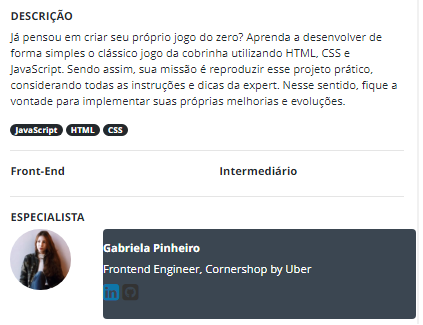 DESCRIÇÃO
Já pensou em criar seu próprio jogo do zero? Aprenda a desenvolver de
forma simples o clássico jogo da cobrinha utilizando HTML, CSS e
JavaScript. Sendo assim, sua missão é reproduzir esse projeto prático,
considerando todas as instruções e dicas da expert. Nesse sentido, fique a
vontade para implementar suas próprias melhorias e evoluções.
JavaScript HTML CSS
Front-End Intermediário
ESPECIALISTA
Gabriela Pinheiro
Frontend Engineer, Cornershop by Uber
in